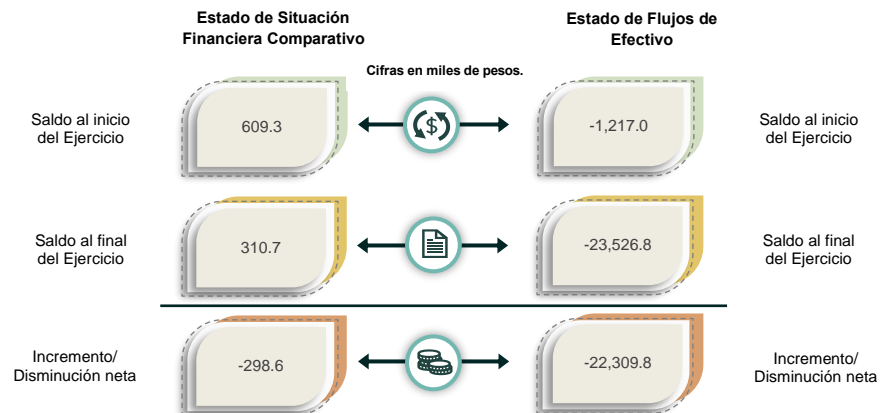 Estado de Situación
Financiera Comparativo
Estado de Flujos de
Efectivo
Cifras en miles de pesos.
Saldo al inicio
del Ejercicio
609.3
$
-1,217.0
Saldo al inicio
del Ejercicio
Saldo al final
del Ejercicio
310.7
-23,526.8
Saldo al final
del Ejercicio
Incremento/
Disminución neta
-298.6
-22,309.8
Incremento/
Disminución neta